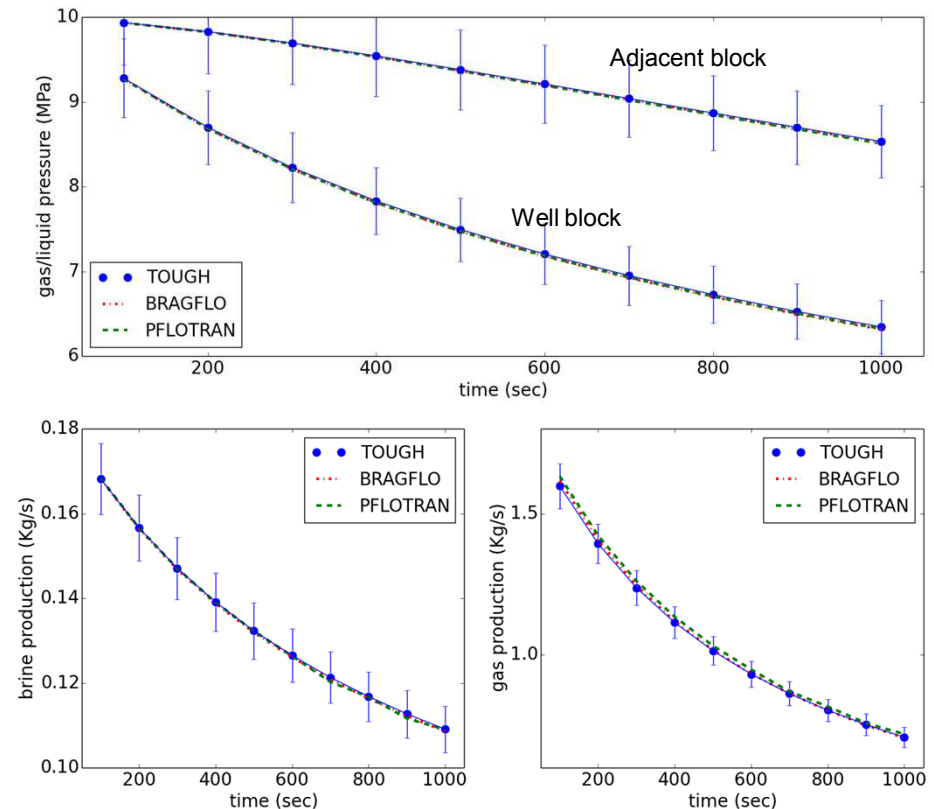 10
9
8
7
6
gas/liquid pressure (MPa)
Adjacent block
Well block
TOUGH
BRAGFLO
PFLOTRAN
200 400 600 800 1000
time (sec)
0.18
0.16
0.14
0.12
0.10
brine production (Kg/s)
TOUGH
BRAGFLO
PFLOTRAN
200 400 600 800 1000
time (sec)
1.5
1.0
gas production (Kg/s)
TOUGH
BRAGFLO
PFLOTRAN
200 400 600 800 1000
time (sec)